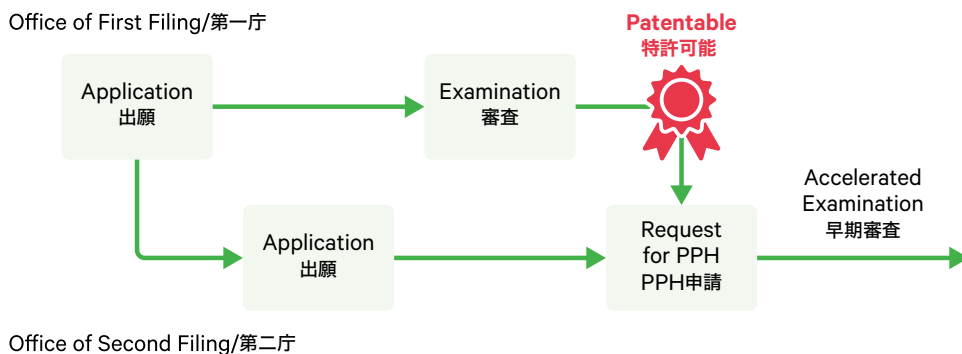 Office of First Filing/第一庁
Patentable
特許可能
Application
出願
Examination
審査
Application
出願
Request
for PPH
PPH申請
Accelerated
Examination
早期審査
Office of Second Filing/第二庁